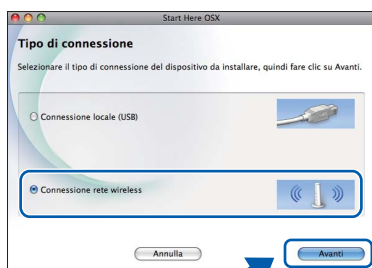 Start Here OSX
Tipo di connessione
Selezionare il tipo di connessione del dispositivo da installare, quindi fare clic su Avanti.
Connessione locale (USB)
Connessione rete wireless
Annulla
Avanti